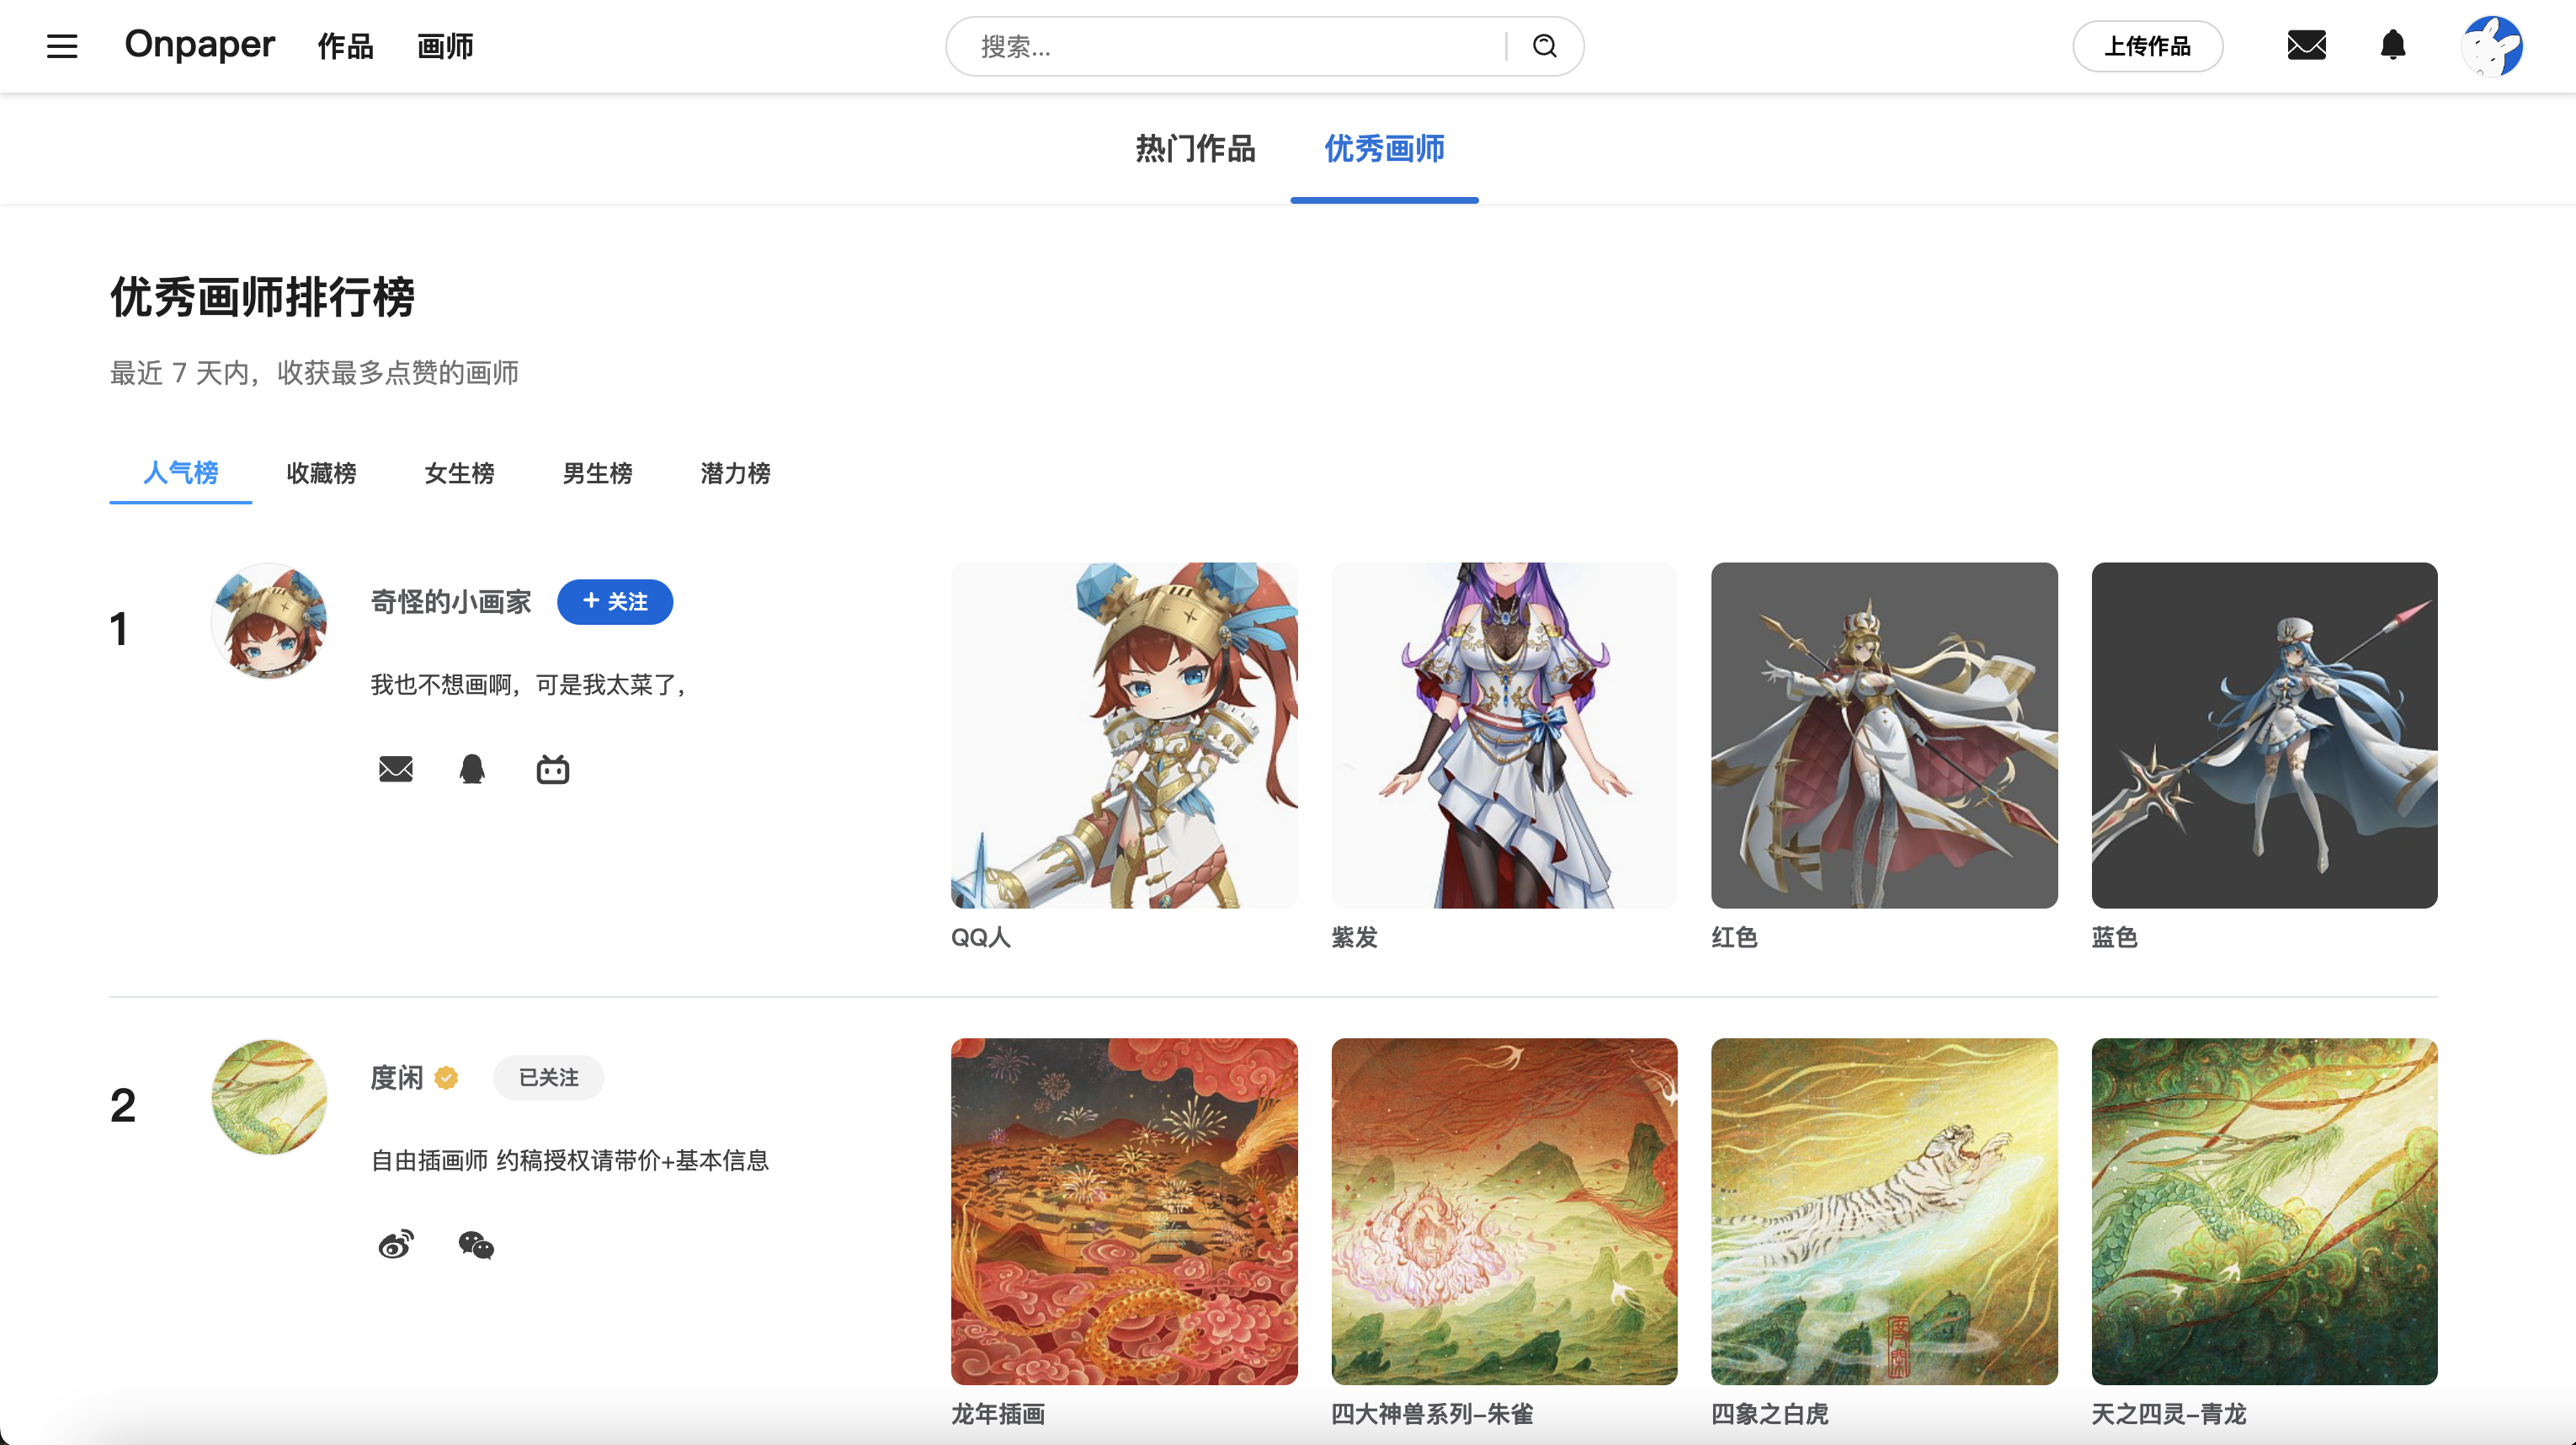 Onpaper 作品 画师 搜索... 上传作品
热门作品 优秀画师
优秀画师排行榜
最近 7 天内，收获最多点赞的画师
人气榜 收藏榜 女生榜 男生榜 潜力榜
1
奇怪的小画家 + 关注
我也不想画啊，可是我太菜了，
QQ人 紫发 红色 蓝色
2
度闲 已关注
自由插画师 约稿授权请带价+基本信息
龙年插画 四大神兽系列-朱雀 四象之白虎 天之四灵-青龙